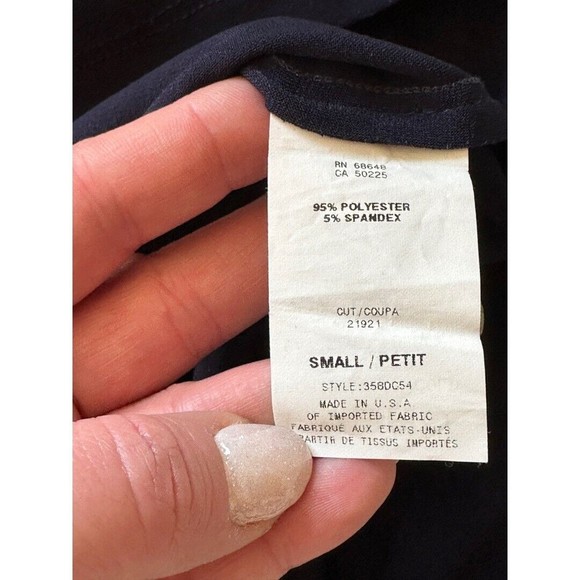 RN 68648
CA 50225
95% POLYESTER
5% SPANDEX
CUT/COUPA
21921
SMALL / PETIT
STYLE:358DC54
MADE IN U.S.A
OF IMPORTED FABRIC
FABRIQUÉ AUX ETATS-UNIS
PARTIR DE TISSUS IMPORTÉS